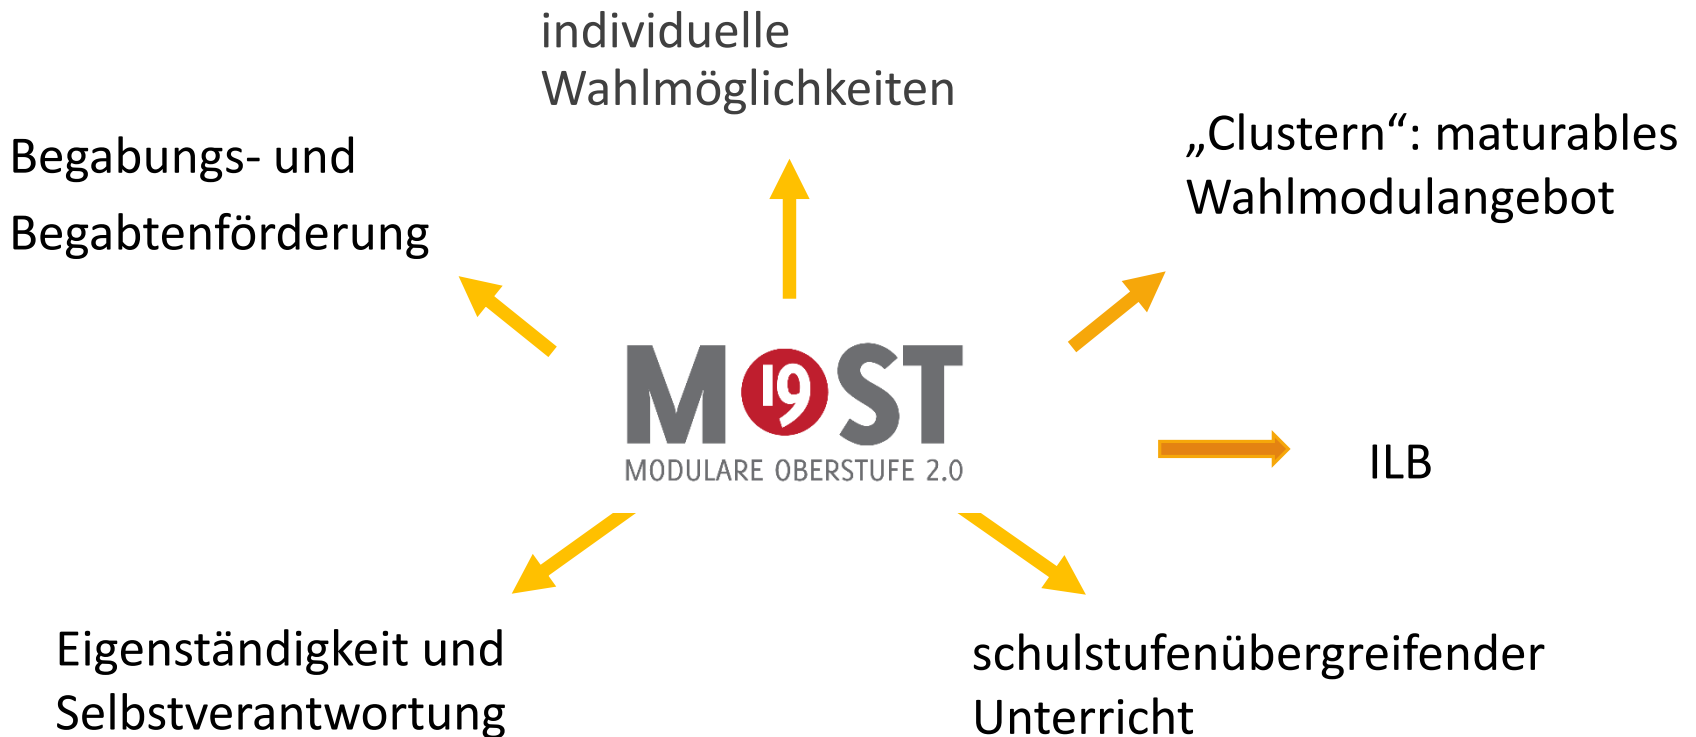 individuelle
Wahlmöglichkeiten
„Clustern“: maturables
Wahlmodulangebot
Begabungs- und
Begabtenförderung
M19ST
MODULARE OBERSTUFE 2.0
ILB
Eigenständigkeit und
Selbstverantwortung
schulstufenübergreifender
Unterricht